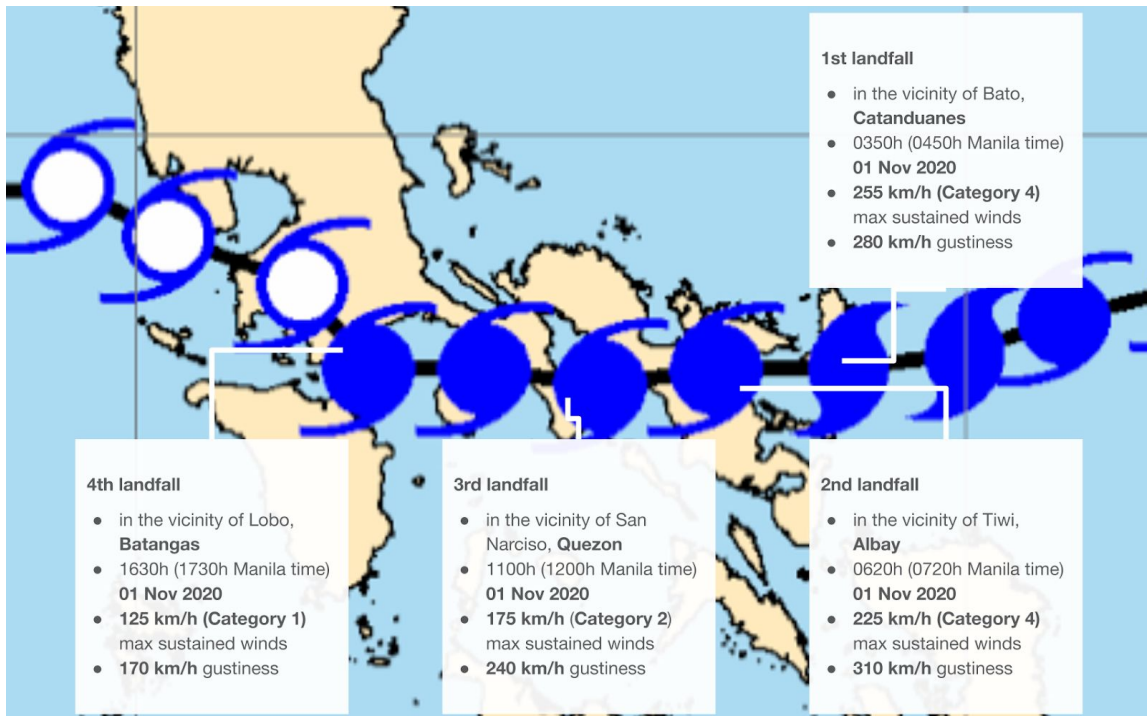 1st landfall
● in the vicinity of Bato,
Catanduanes
● 0350h (0450h Manila time)
01 Nov 2020
● 255 km/h (Category 4)
max sustained winds
● 280 km/h gustiness
4th landfall
● in the vicinity of Lobo,
Batangas
● 1630h (1730h Manila time)
01 Nov 2020
● 125 km/h (Category 1)
max sustained winds
● 170 km/h gustiness
3rd landfall
● in the vicinity of San
Narciso, Quezon
● 1100h (1200h Manila time)
01 Nov 2020
● 175 km/h (Category 2)
max sustained winds
● 240 km/h gustiness
2nd landfall
● in the vicinity of Tiwi,
Albay
● 0620h (0720h Manila time)
01 Nov 2020
● 225 km/h (Category 4)
max sustained winds
● 310 km/h gustiness